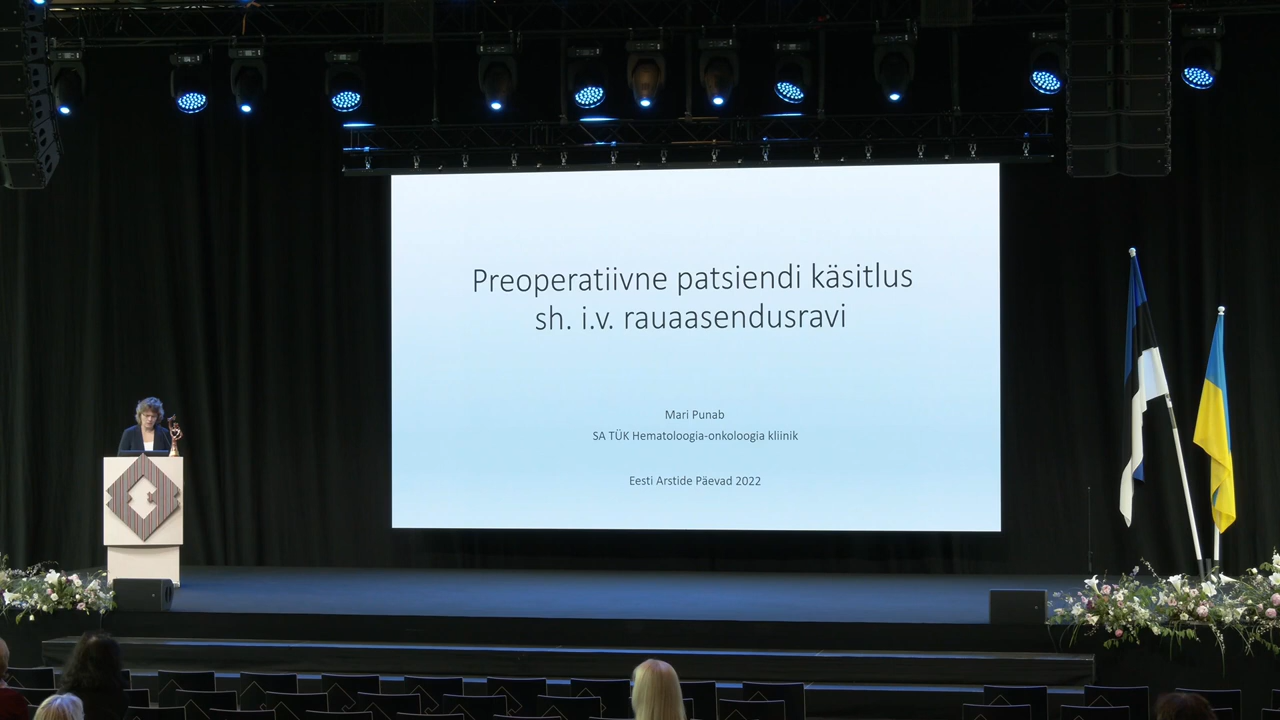 Preoperatiivne patsiendi käsitlus
sh. i.v. rauaasendusravi
Mari Punab
SA TÜK Hematoloogia-onkoloogia kliinik
Eesti Arstide Päevad 2022